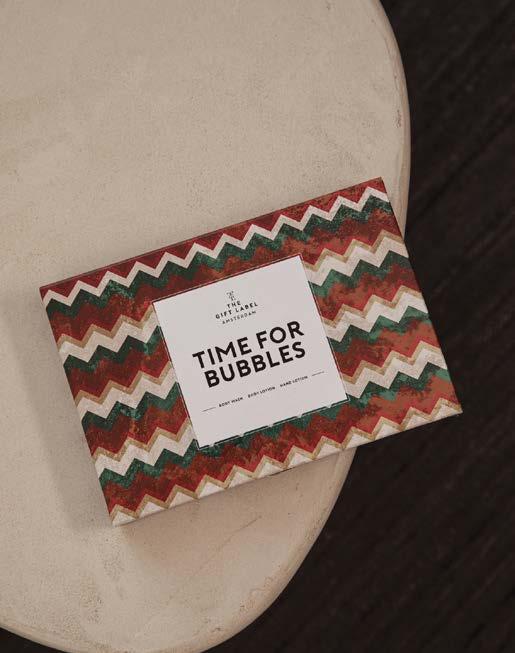 THE
GIFT LABEL
AMSTERDAM
TIME FOR
BUBBLES
BODY WASH BODY LOTION HAND LOTION